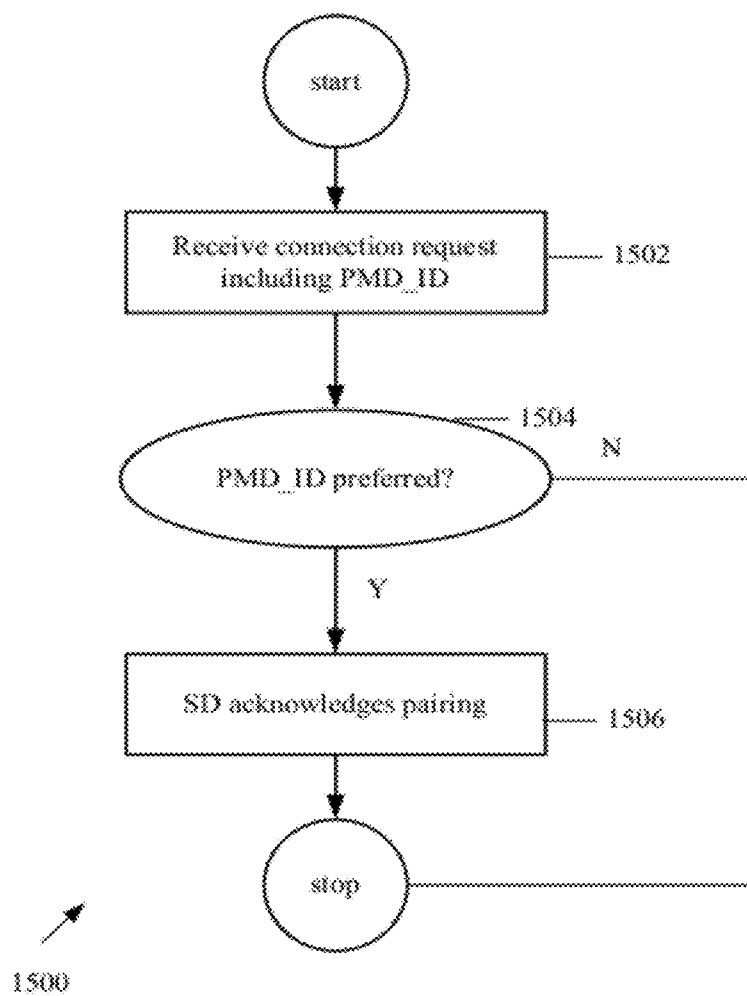 start
Receive connection request
including PMD_ID
1502
1504
N
PMD_ID preferred?
Y
SD acknowledges pairing
1506
stop
1500